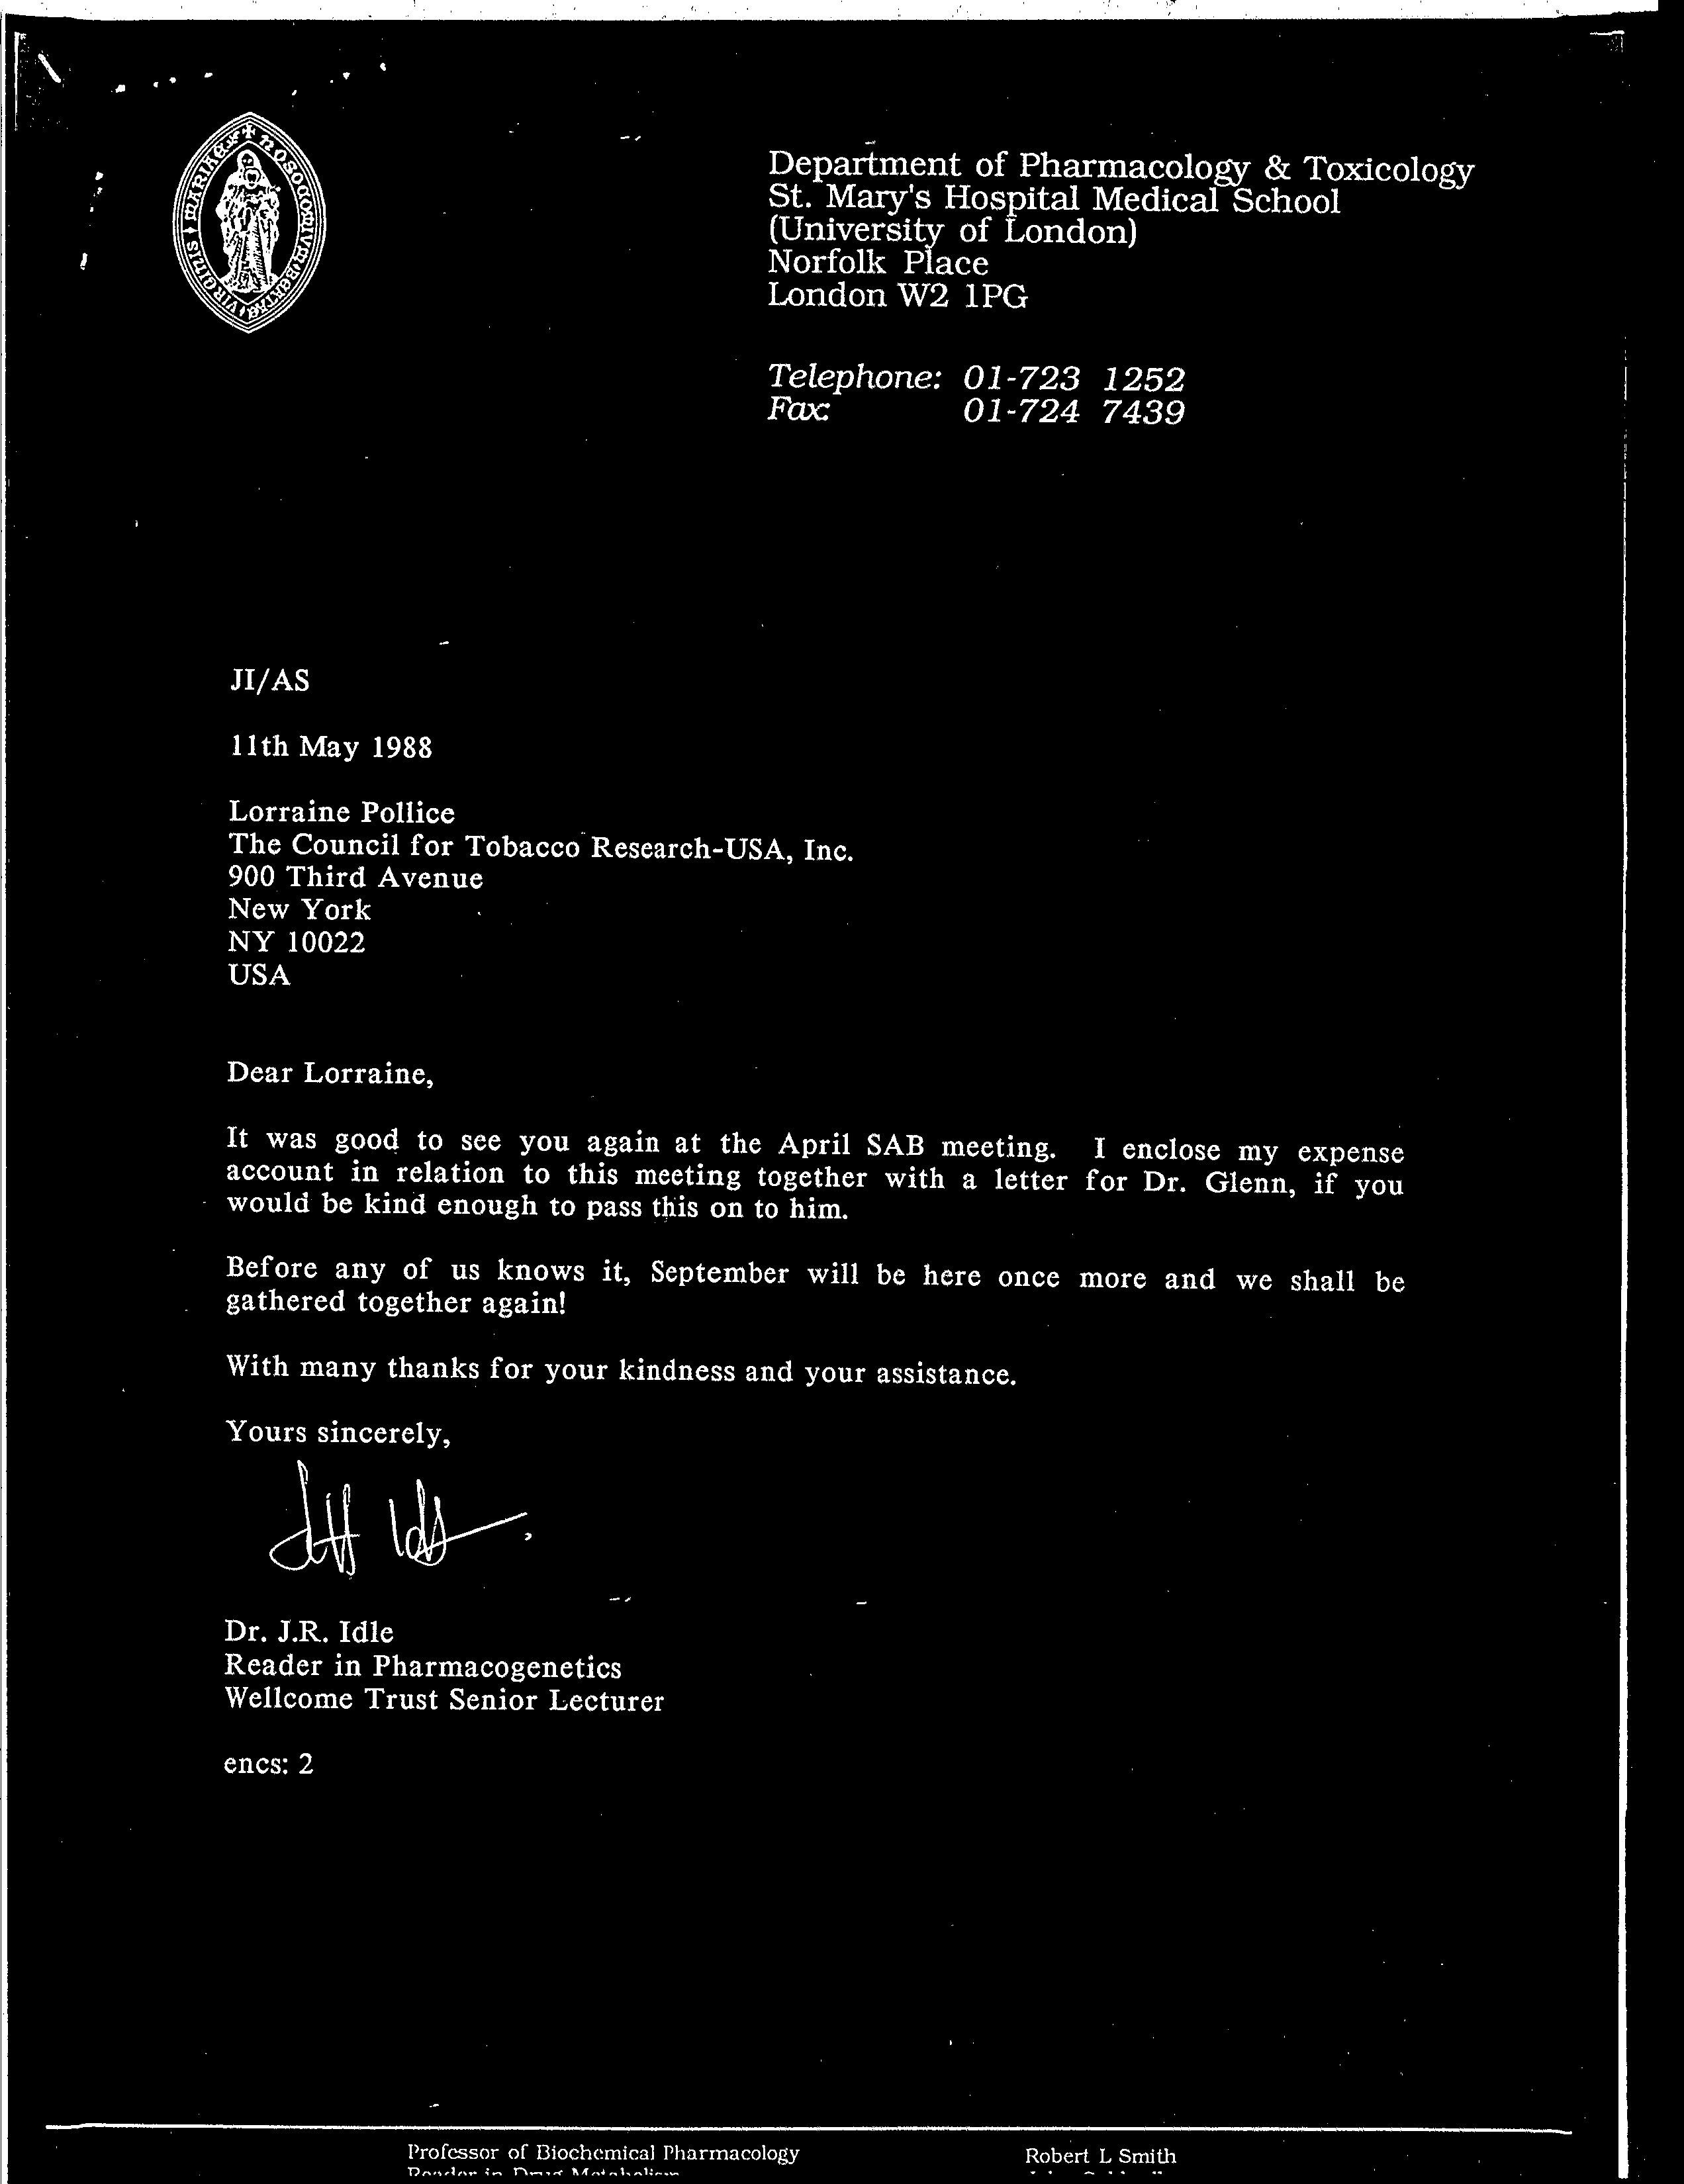 Department of Pharmacology & Toxicology
St. Mary's Hospital Medical School
(University of London)
Norfolk Place
London W2 1PG
Telephone: 01-723 1252
Fax: 01-724 7439
JI/AS
11th May 1988
Lorraine Pollice
The Council for Tobacco Research-USA, Inc.
900 Third Avenue
New York
NY 10022
USA
Dear Lorraine,
It was good to see you again at the April SAB meeting. I enclose my expense
account in relation to this meeting together with a letter for Dr. Glenn, if you
would be kind enough to pass this on to him.
Before any of us knows it, September will be here once more and we shall be
gathered together again!
With many thanks for your kindness and your assistance.
Yours sincerely,
Dr. J.R. Idle
Reader in Pharmacogenetics
Wellcome Trust Senior Lecturer
encs: 2
Professor of Biochemical Pharmacology Robert L Smith